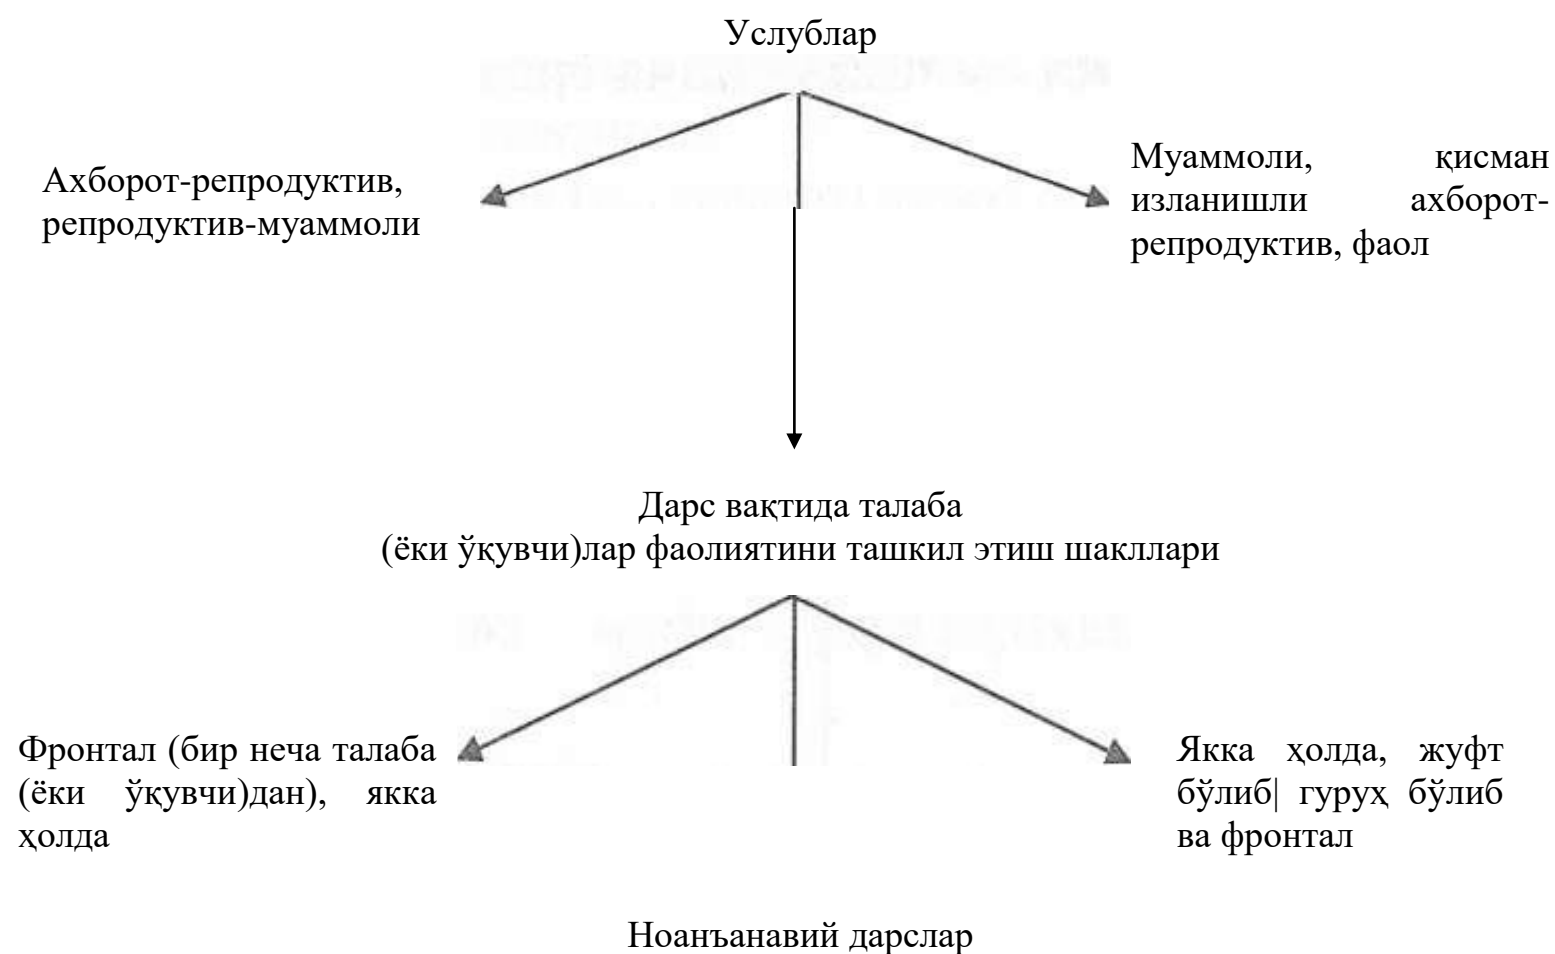 Услублар
Ахборот-репродуктив,
репродуктив-муаммоли
Муаммоли, қисман
изланишли ахборот-
репродуктив, фаол
Дарс вақтида талаба
(ёки ўқувчи)лар фаолиятини ташкил этиш шакллари
Фронтал (бир неча талаба
(ёки ўқувчи)дан), якка
ҳолда
Якка ҳолда, жуфт
бўлиб| гуруҳ бўлиб
ва фронтал
Ноанъанавий дарслар